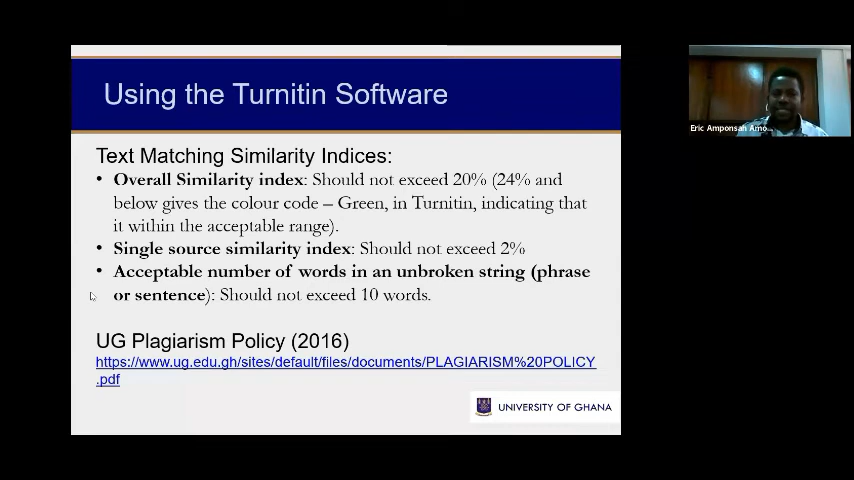 Using the Turnitin Software
Text Matching Similarity Indices:
• Overall Similarity index: Should not exceed 20% (24% and
below gives the colour code – Green, in Turnitin, indicating that
it within the acceptable range).
• Single source similarity index: Should not exceed 2%
• Acceptable number of words in an unbroken string (phrase
or sentence): Should not exceed 10 words.
UG Plagiarism Policy (2016)
https://www.ug.edu.gh/sites/default/files/documents/PLAGIARISM%20POLICY
.pdf
UNIVERSITY OF GHANA
Eric Amponsah Amo...